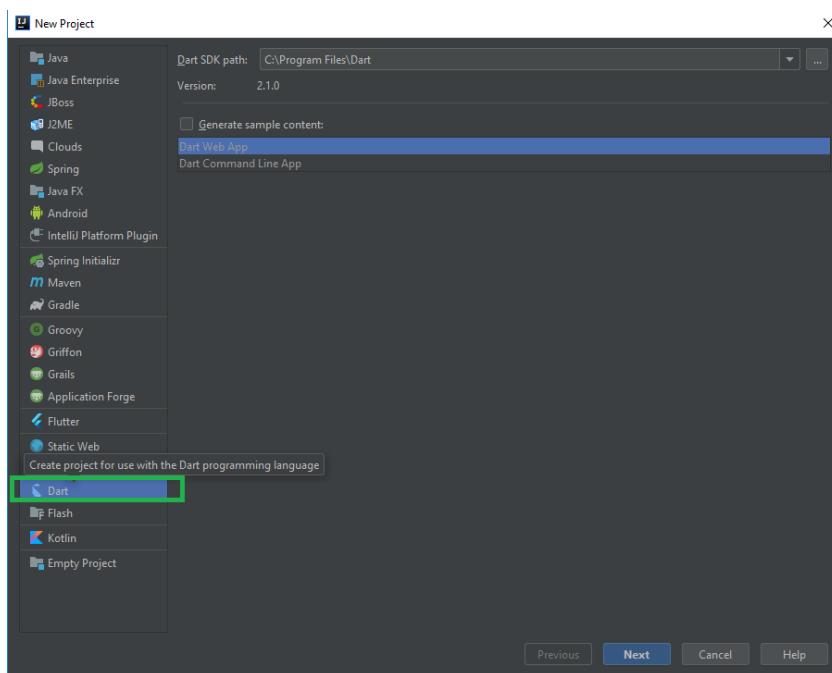 New Project
Java
Java Enterprise
JBoss
J2ME
Clouds
Spring
Java FX
Android
IntelliJ Platform Plugin
Spring Initializr
Maven
Gradle
Groovy
Griffon
Grails
Application Forge
Flutter
Static Web
Create project for use with the Dart programming language
Dart
Flash
Kotlin
Empty Project
Dart SDK path: C:\Program Files\Dart ...
Version: 2.1.0
Generate sample content:
Dart Web App
Dart Command Line App
Previous Next Cancel Help